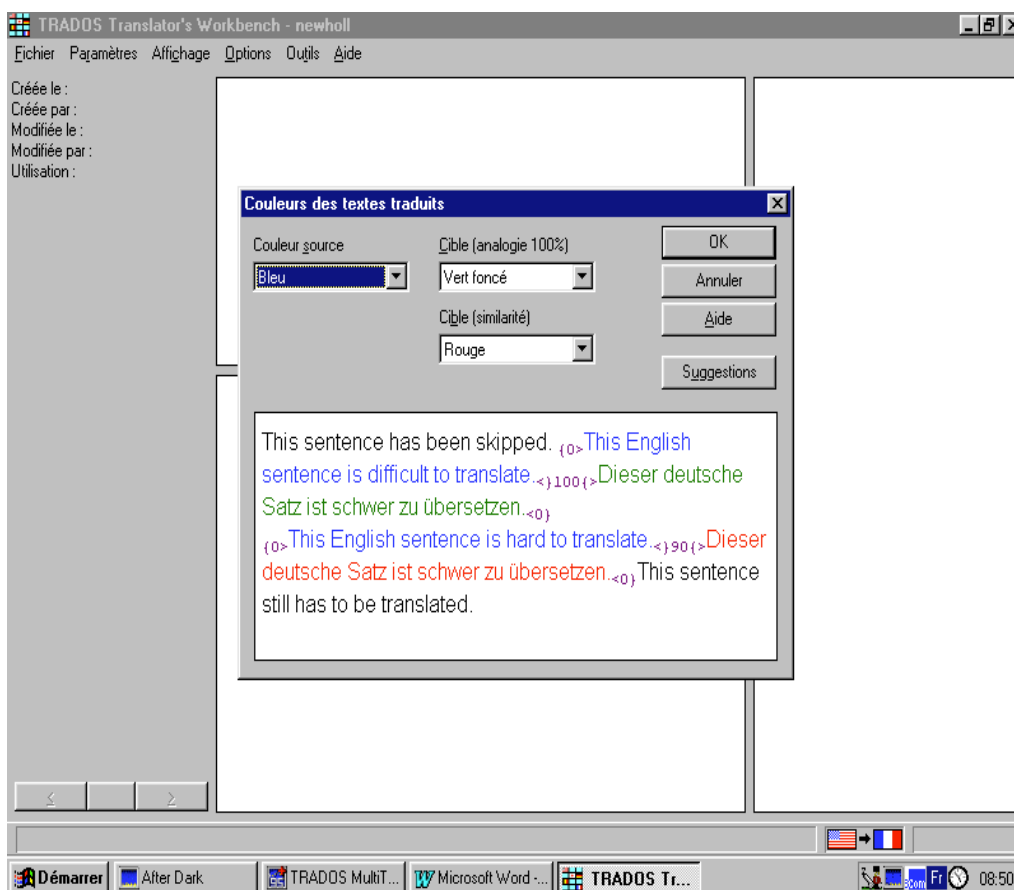 TRADOS Translator's Workbench - newholl
Fichier Paramètres Affichage Options Outils Aide
Créée le :
Créée par :
Modifiée le :
Modifiée par :
Utilisation :
Couleurs des textes traduits
Couleur source
Cible (analogie 100%)
OK
Bleu
Vert foncé
Annuler
Cible (similarité)
Aide
Rouge
Suggestions
This sentence has been skipped. {0>This English
sentence is difficult to translate.<}100{>Dieser deutsche
Satz ist schwer zu übersetzen.<0}
{0>This English sentence is hard to translate.<}90{>Dieser
deutsche Satz ist schwer zu übersetzen.<0}This sentence
still has to be translated.
< >
Démarrer After Dark TRADOS MultiT... Microsoft Word -... TRADOS Tr... Fr 08:50